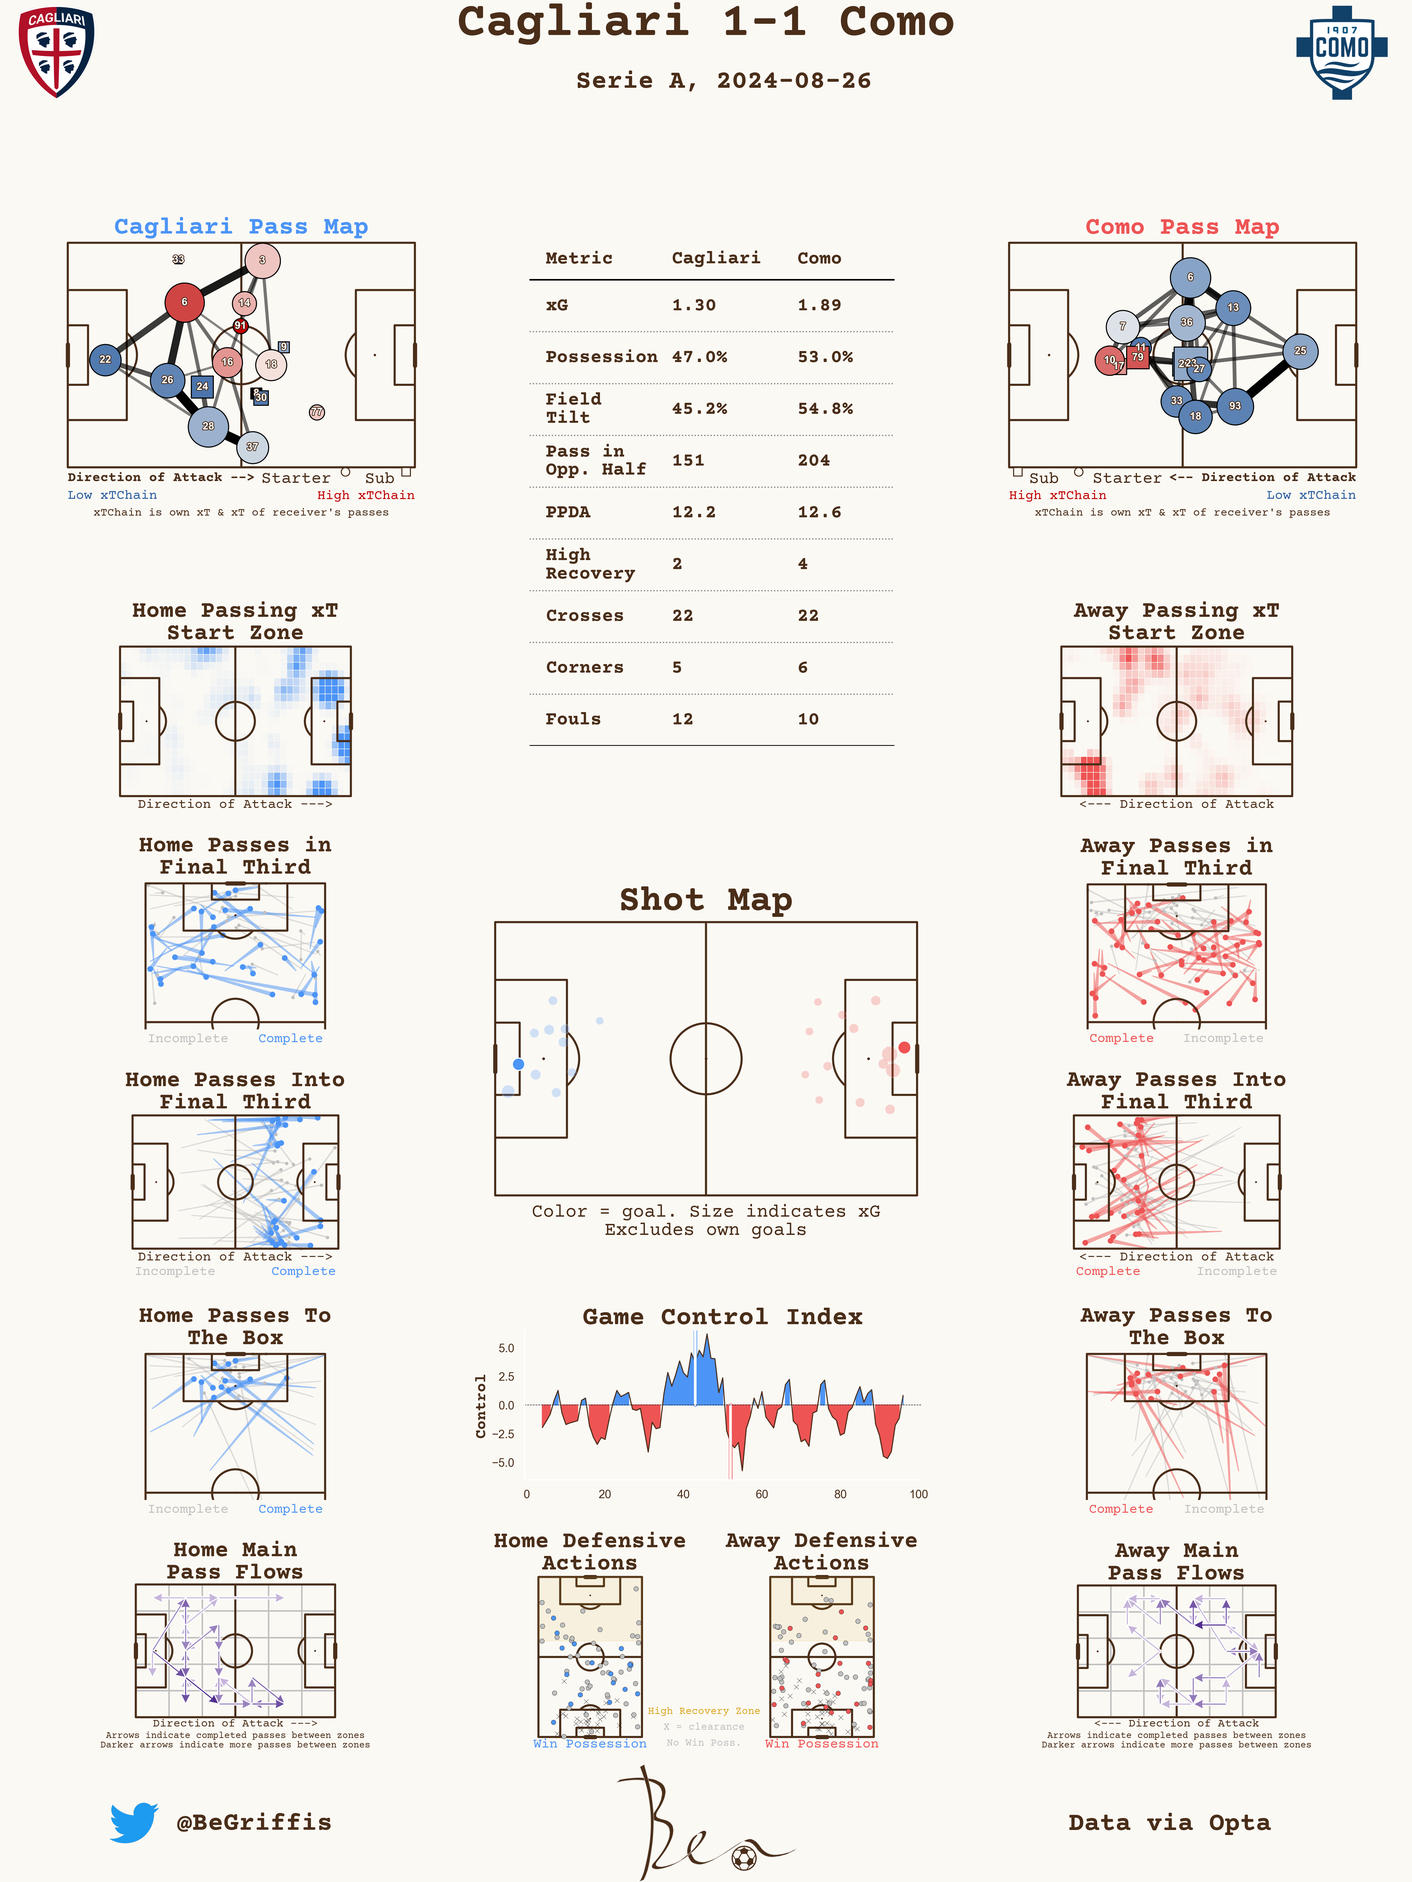 Cagliari 1-1 Como
Serie A, 2024-08-26
CAGLIARI
1907
COMO
Cagliari Pass Map
33
3
6
14
91
9
22
16
18
26
24
30
77
28
37
Direction of Attack --> Starter Sub
Low xTChain High xTChain
xTChain is own xT & xT of receiver's passes
Metric Cagliari Como
xG 1.30 1.89
Possession 47.0% 53.0%
Field
Tilt 45.2% 54.8%
Pass in
Opp. Half 151 204
PPDA 12.2 12.6
High
Recovery 2 4
Crosses 22 22
Corners 5 6
Fouls 12 10
Como Pass Map
6
13
7
36
11
10
79
17
25
23
27
33
18
93
Sub Starter <-- Direction of Attack
High xTChain Low xTChain
xTChain is own xT & xT of receiver's passes
Home Passing xT
Start Zone
Direction of Attack --->
Away Passing xT
Start Zone
<--- Direction of Attack
Home Passes in
Final Third
Incomplete Complete
Away Passes in
Final Third
Complete Incomplete
Shot Map
Color = goal. Size indicates xG
Excludes own goals
Home Passes Into
Final Third
Direction of Attack --->
Incomplete Complete
Away Passes Into
Final Third
<--- Direction of Attack
Complete Incomplete
Home Passes To
The Box
Incomplete Complete
Game Control Index
Control
5.0
2.5
0.0
−2.5
−5.0
0 20 40 60 80 100
Away Passes To
The Box
Complete Incomplete
Home Main
Pass Flows
Direction of Attack --->
Arrows indicate completed passes between zones
Darker arrows indicate more passes between zones
Home Defensive
Actions
Win Possession
Away Defensive
Actions
Win Possession
High Recovery Zone
X = clearance
No Win Poss.
Away Main
Pass Flows
<--- Direction of Attack
Arrows indicate completed passes between zones
Darker arrows indicate more passes between zones
@BeGriffis
Ben
Data via Opta